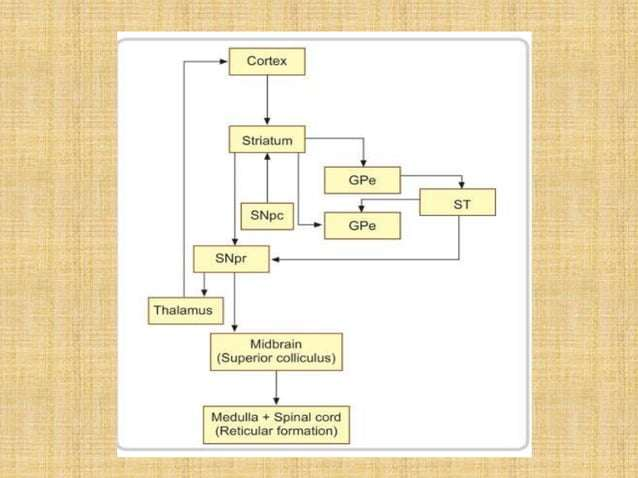 Cortex
Striatum
GPe
ST
SNpc
GPe
SNpr
Thalamus
Midbrain
(Superior colliculus)
Medulla + Spinal cord
(Reticular formation)